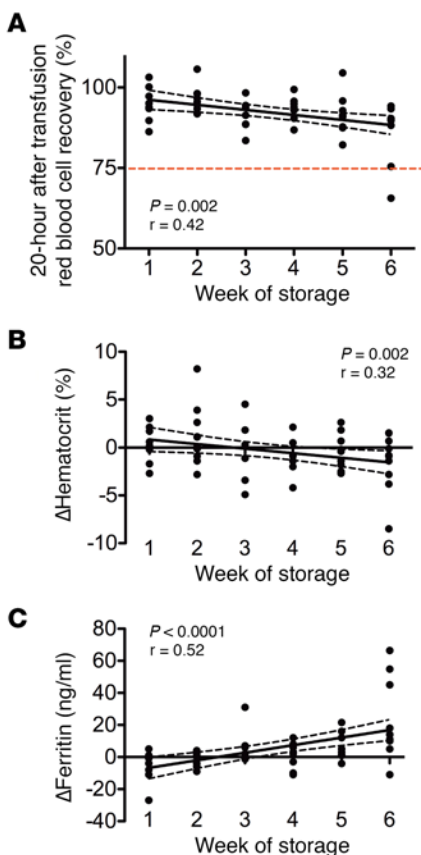 A
20-hour after transfusion
red blood cell recovery (%)
100
75
50
P = 0.002
r = 0.42
1 2 3 4 5 6
Week of storage
B
ΔHematocrit (%)
10
5
0
-5
-10
P = 0.002
r = 0.32
1 2 3 4 5 6
Week of storage
C
ΔFerritin (ng/ml)
80
60
40
20
0
-20
-40
P < 0.0001
r = 0.52
1 2 3 4 5 6
Week of storage